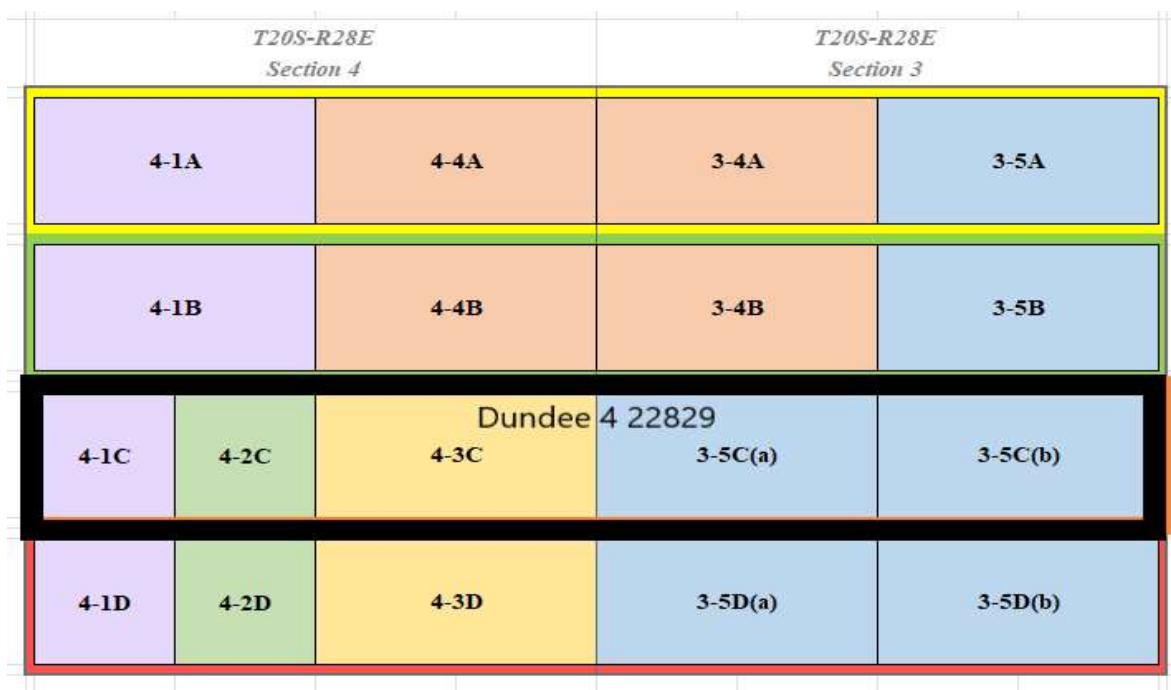 T20S-R28E T20S-R28E
Section 4 Section 3
4-1A 4-4A 3-4A 3-5A
4-1B 4-4B 3-4B 3-5B
Dundee 4 22829
4-1C 4-2C 4-3C 3-5C(a) 3-5C(b)
4-1D 4-2D 4-3D 3-5D(a) 3-5D(b)